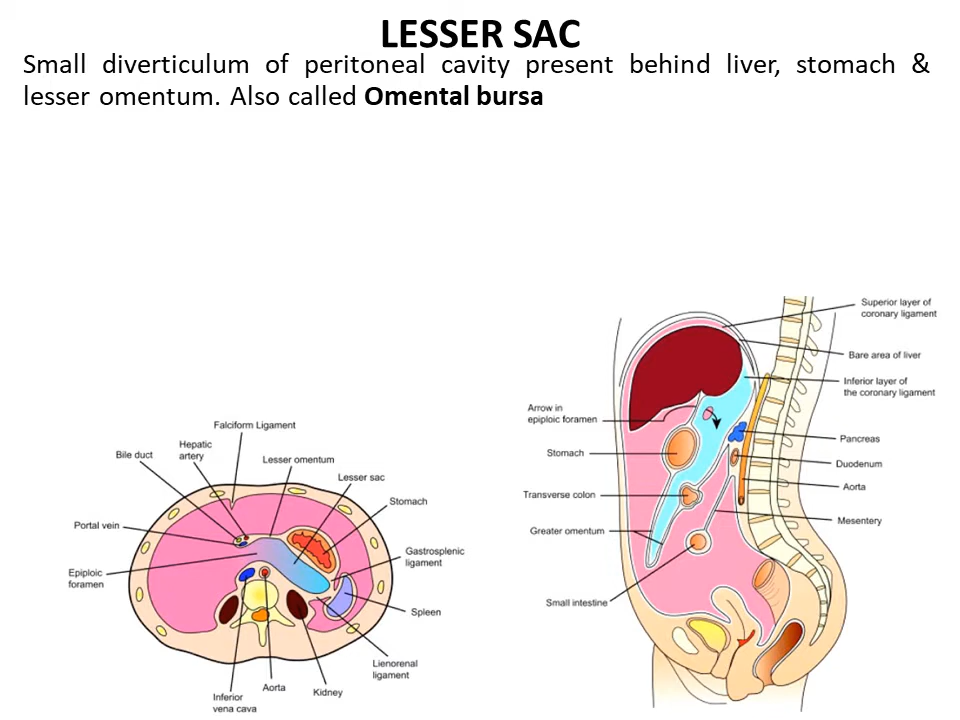 LESSER SAC
Small diverticulum of peritoneal cavity present behind liver, stomach &
lesser omentum. Also called Omental bursa
Falciform Ligament
Hepatic
artery
Bile duct
Lesser omentum
Lesser sac
Stomach
Portal vein
Gastrosplenic
ligament
Epiploic
foramen
Spleen
Lienorenal
ligament
Inferior
vena cava
Aorta
Kidney
Superior layer of
coronary ligament
Bare area of liver
Inferior layer of
the coronary ligament
Arrow in
epiploic foramen
Pancreas
Stomach
Duodenum
Aorta
Transverse colon
Mesentery
Greater omentum
Small intestine